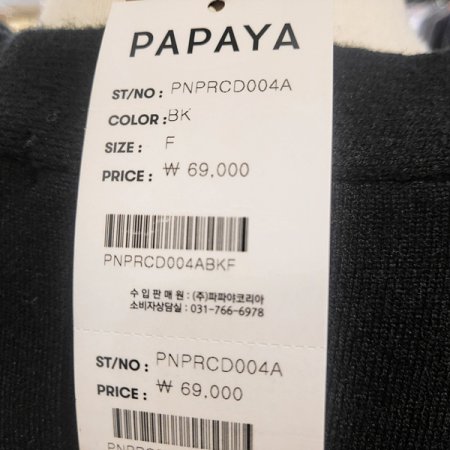 PAPAYA
ST/NO : PNPRCD004A
COLOR : BK
SIZE : F
PRICE : ₩ 69,000
PNPRCD004ABKF
수 입 판 매 원 : (주)파파야코리아
소비자상담실 : 031-766-6978
ST/NO : PNPRCD004A
PRICE : ₩ 69,000